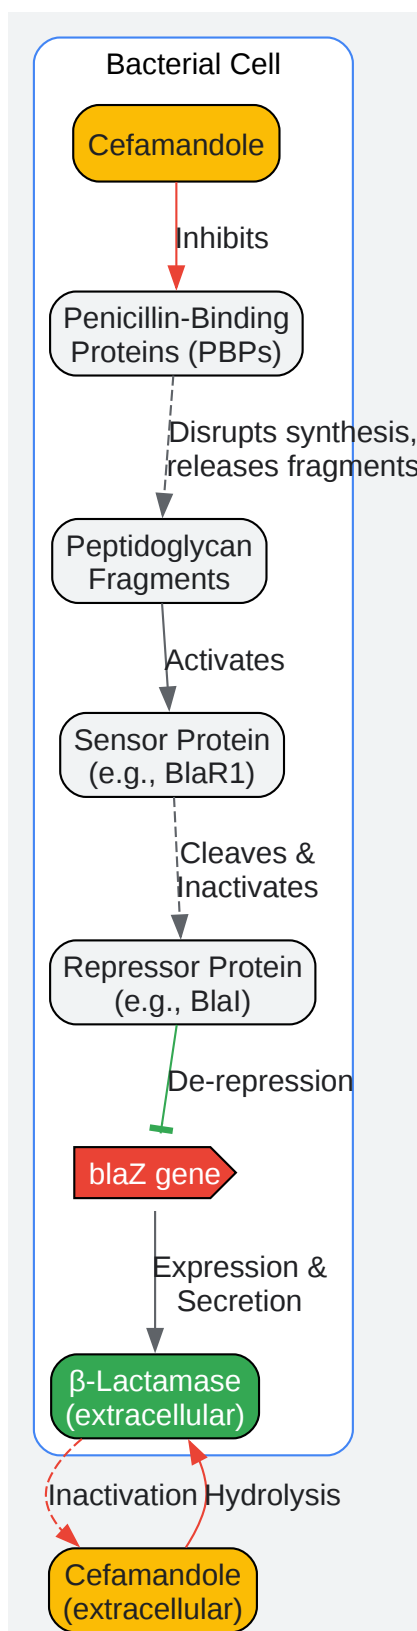 Bacterial Cell
Cefamandole
Inhibits
Penicillin-Binding
Proteins (PBPs)
Disrupts synthesis,
releases fragments
Peptidoglycan
Fragments
Activates
Sensor Protein
(e.g., BlaR1)
Cleaves &
Inactivates
Repressor Protein
(e.g., BlaI)
De-repression
blaZ gene
Expression &
Secretion
β-Lactamase
(extracellular)
Inactivation
Hydrolysis
Cefamandole
(extracellular)